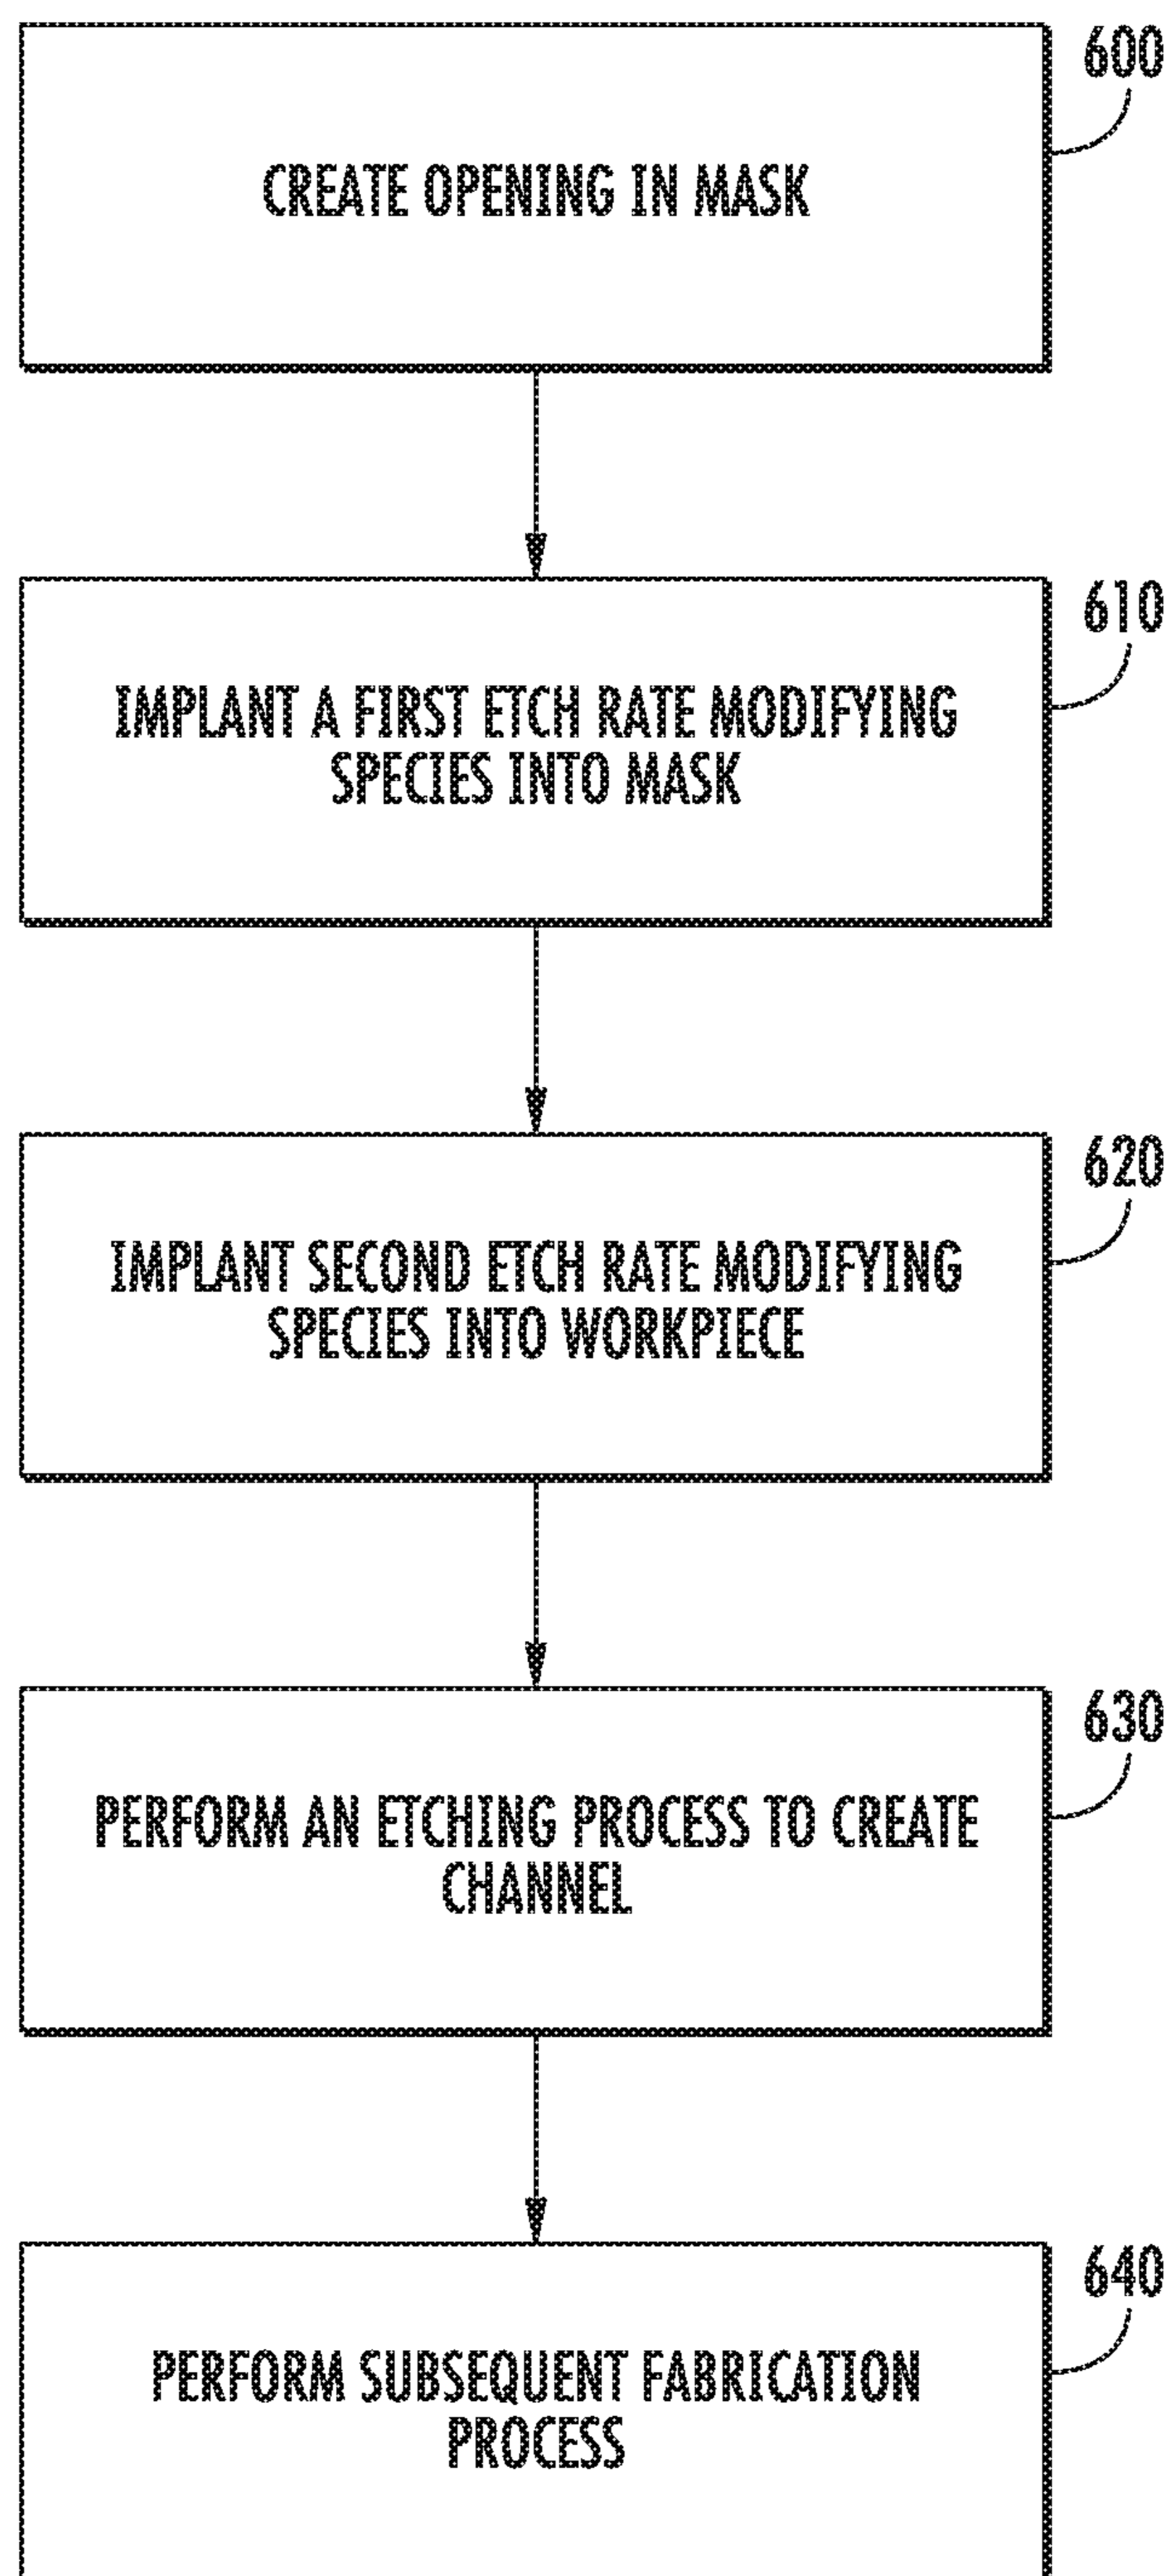 600
CREATE OPENING IN MASK
610
IMPLANT A FIRST ETCH RATE MODIFYING
SPECIES INTO MASK
620
IMPLANT SECOND ETCH RATE MODIFYING
SPECIES INTO WORKPIECE
630
PERFORM AN ETCHING PROCESS TO CREATE
CHANNEL
640
PERFORM SUBSEQUENT FABRICATION
PROCESS